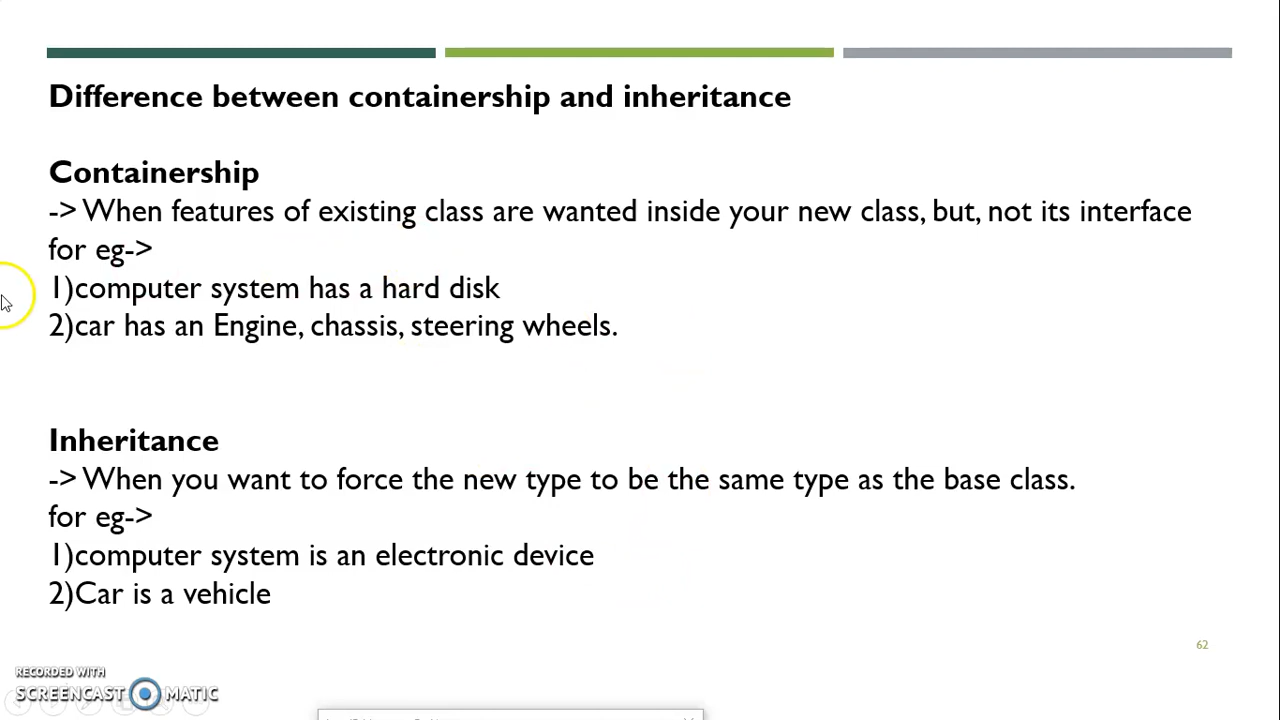 Difference between containership and inheritance
Containership
-> When features of existing class are wanted inside your new class, but, not its interface
for eg->
1)computer system has a hard disk
2)car has an Engine, chassis, steering wheels.
Inheritance
-> When you want to force the new type to be the same type as the base class.
for eg->
1)computer system is an electronic device
2)Car is a vehicle
62
RECORDED WITH
SCREENCAST MATIC